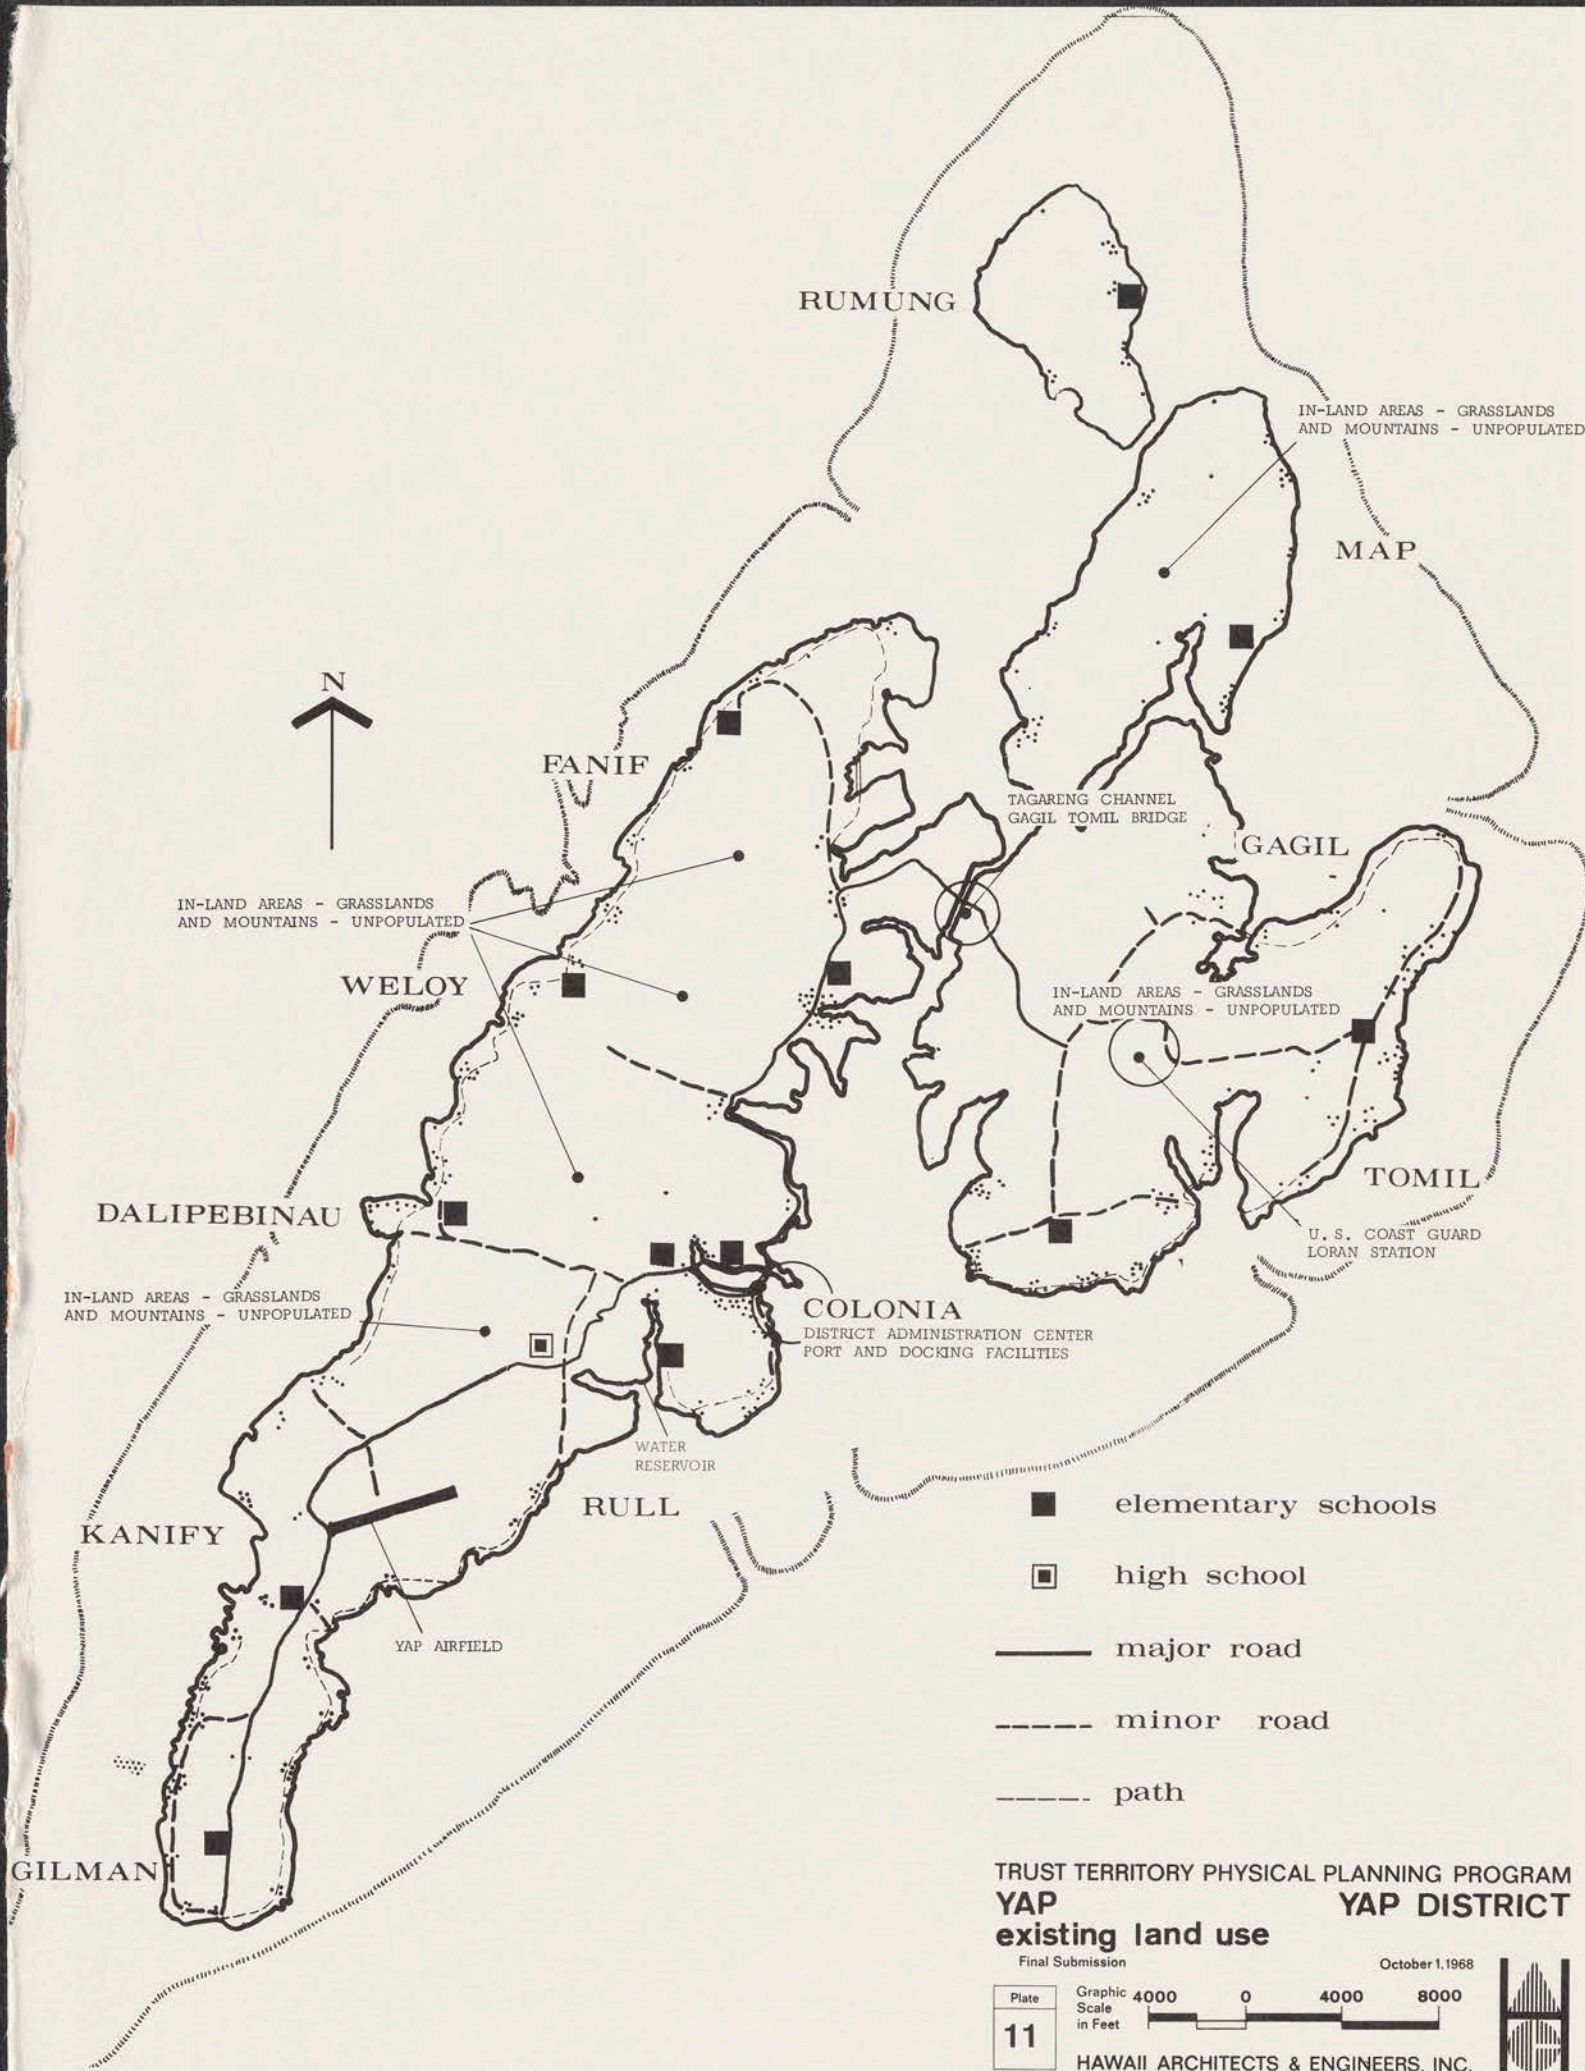 RUMUNG
IN-LAND AREAS - GRASSLANDS
AND MOUNTAINS - UNPOPULATED
MAP
N
FANIF
TAGARENG CHANNEL
GAGIL TOMIL BRIDGE
GAGIL
IN-LAND AREAS - GRASSLANDS
AND MOUNTAINS - UNPOPULATED
WELOY
IN-LAND AREAS - GRASSLANDS
AND MOUNTAINS - UNPOPULATED
TOMIL
DALIPEBINAU
U.S. COAST GUARD
LORAN STATION
IN-LAND AREAS - GRASSLANDS
AND MOUNTAINS - UNPOPULATED
COLONIA
DISTRICT ADMINISTRATION CENTER
PORT AND DOCKING FACILITIES
WATER
RESERVOIR
RULL
KANIFY
YAP AIRFIELD
GILMAN
elementary schools
high school
major road
minor road
path
TRUST TERRITORY PHYSICAL PLANNING PROGRAM
YAP YAP DISTRICT
existing land use
Final Submission October 1, 1968
Plate
11
Graphic
Scale
in Feet
4000 0 4000 8000
HAWAII ARCHITECTS & ENGINEERS, INC.